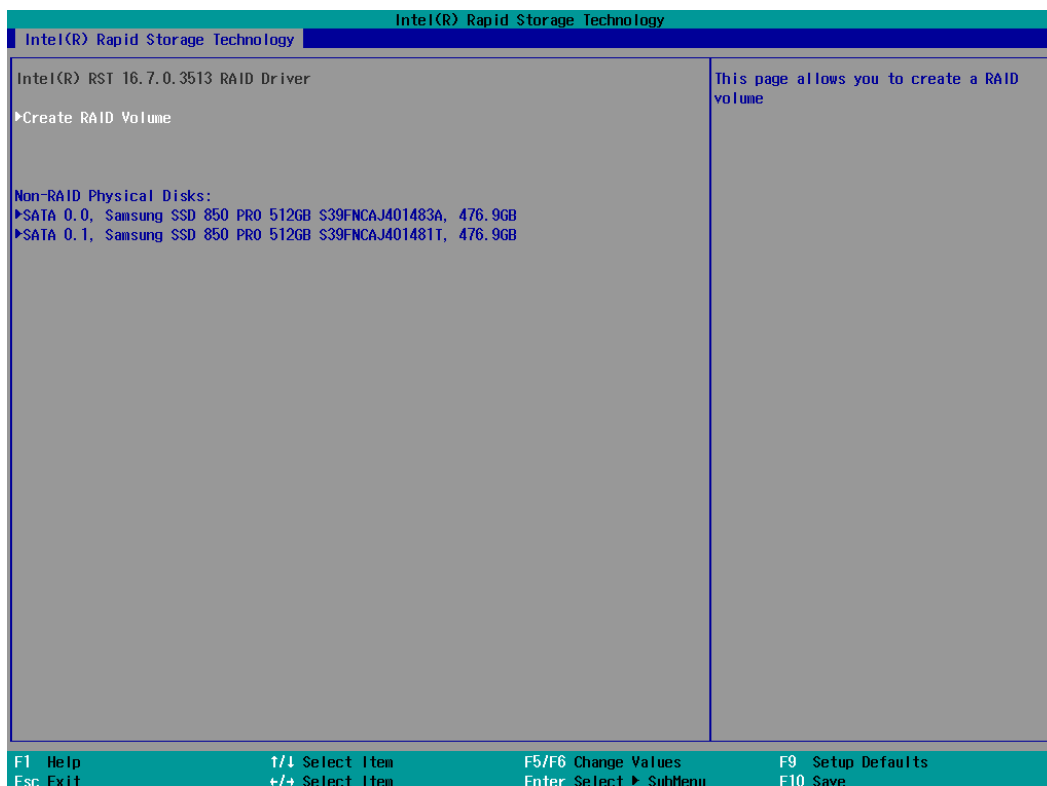 Intel(R) Rapid Storage Technology
Intel(R) Rapid Storage Technology
Intel(R) RST 16.7.0.3513 RAID Driver
This page allows you to create a RAID
volume
▶Create RAID Volume
Non-RAID Physical Disks:
▶SATA 0.0, Samsung SSD 850 PRO 512GB S39FNCAJ401483A, 476.9GB
▶SATA 0.1, Samsung SSD 850 PRO 512GB S39FNCAJ401481T, 476.9GB
F1 Help ↑/↓ Select Item F5/F6 Change Values F9 Setup Defaults
Esc Exit ←/→ Select Item Enter Select ▶ SubMenu F10 Save